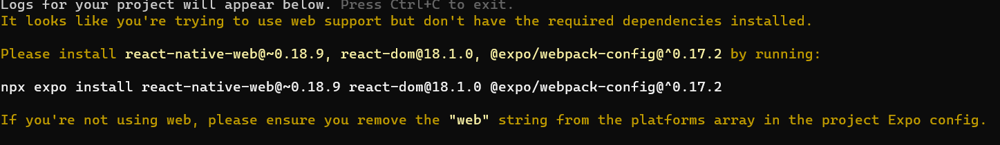 Logs for your project will appear below. Press Ctrl+C to exit.
It looks like you're trying to use web support but don't have the required dependencies installed.
Please install react-native-web@~0.18.9, react-dom@18.1.0, @expo/webpack-config@^0.17.2 by running:
npx expo install react-native-web@~0.18.9 react-dom@18.1.0 @expo/webpack-config@^0.17.2
If you're not using web, please ensure you remove the "web" string from the platforms array in the project Expo config.